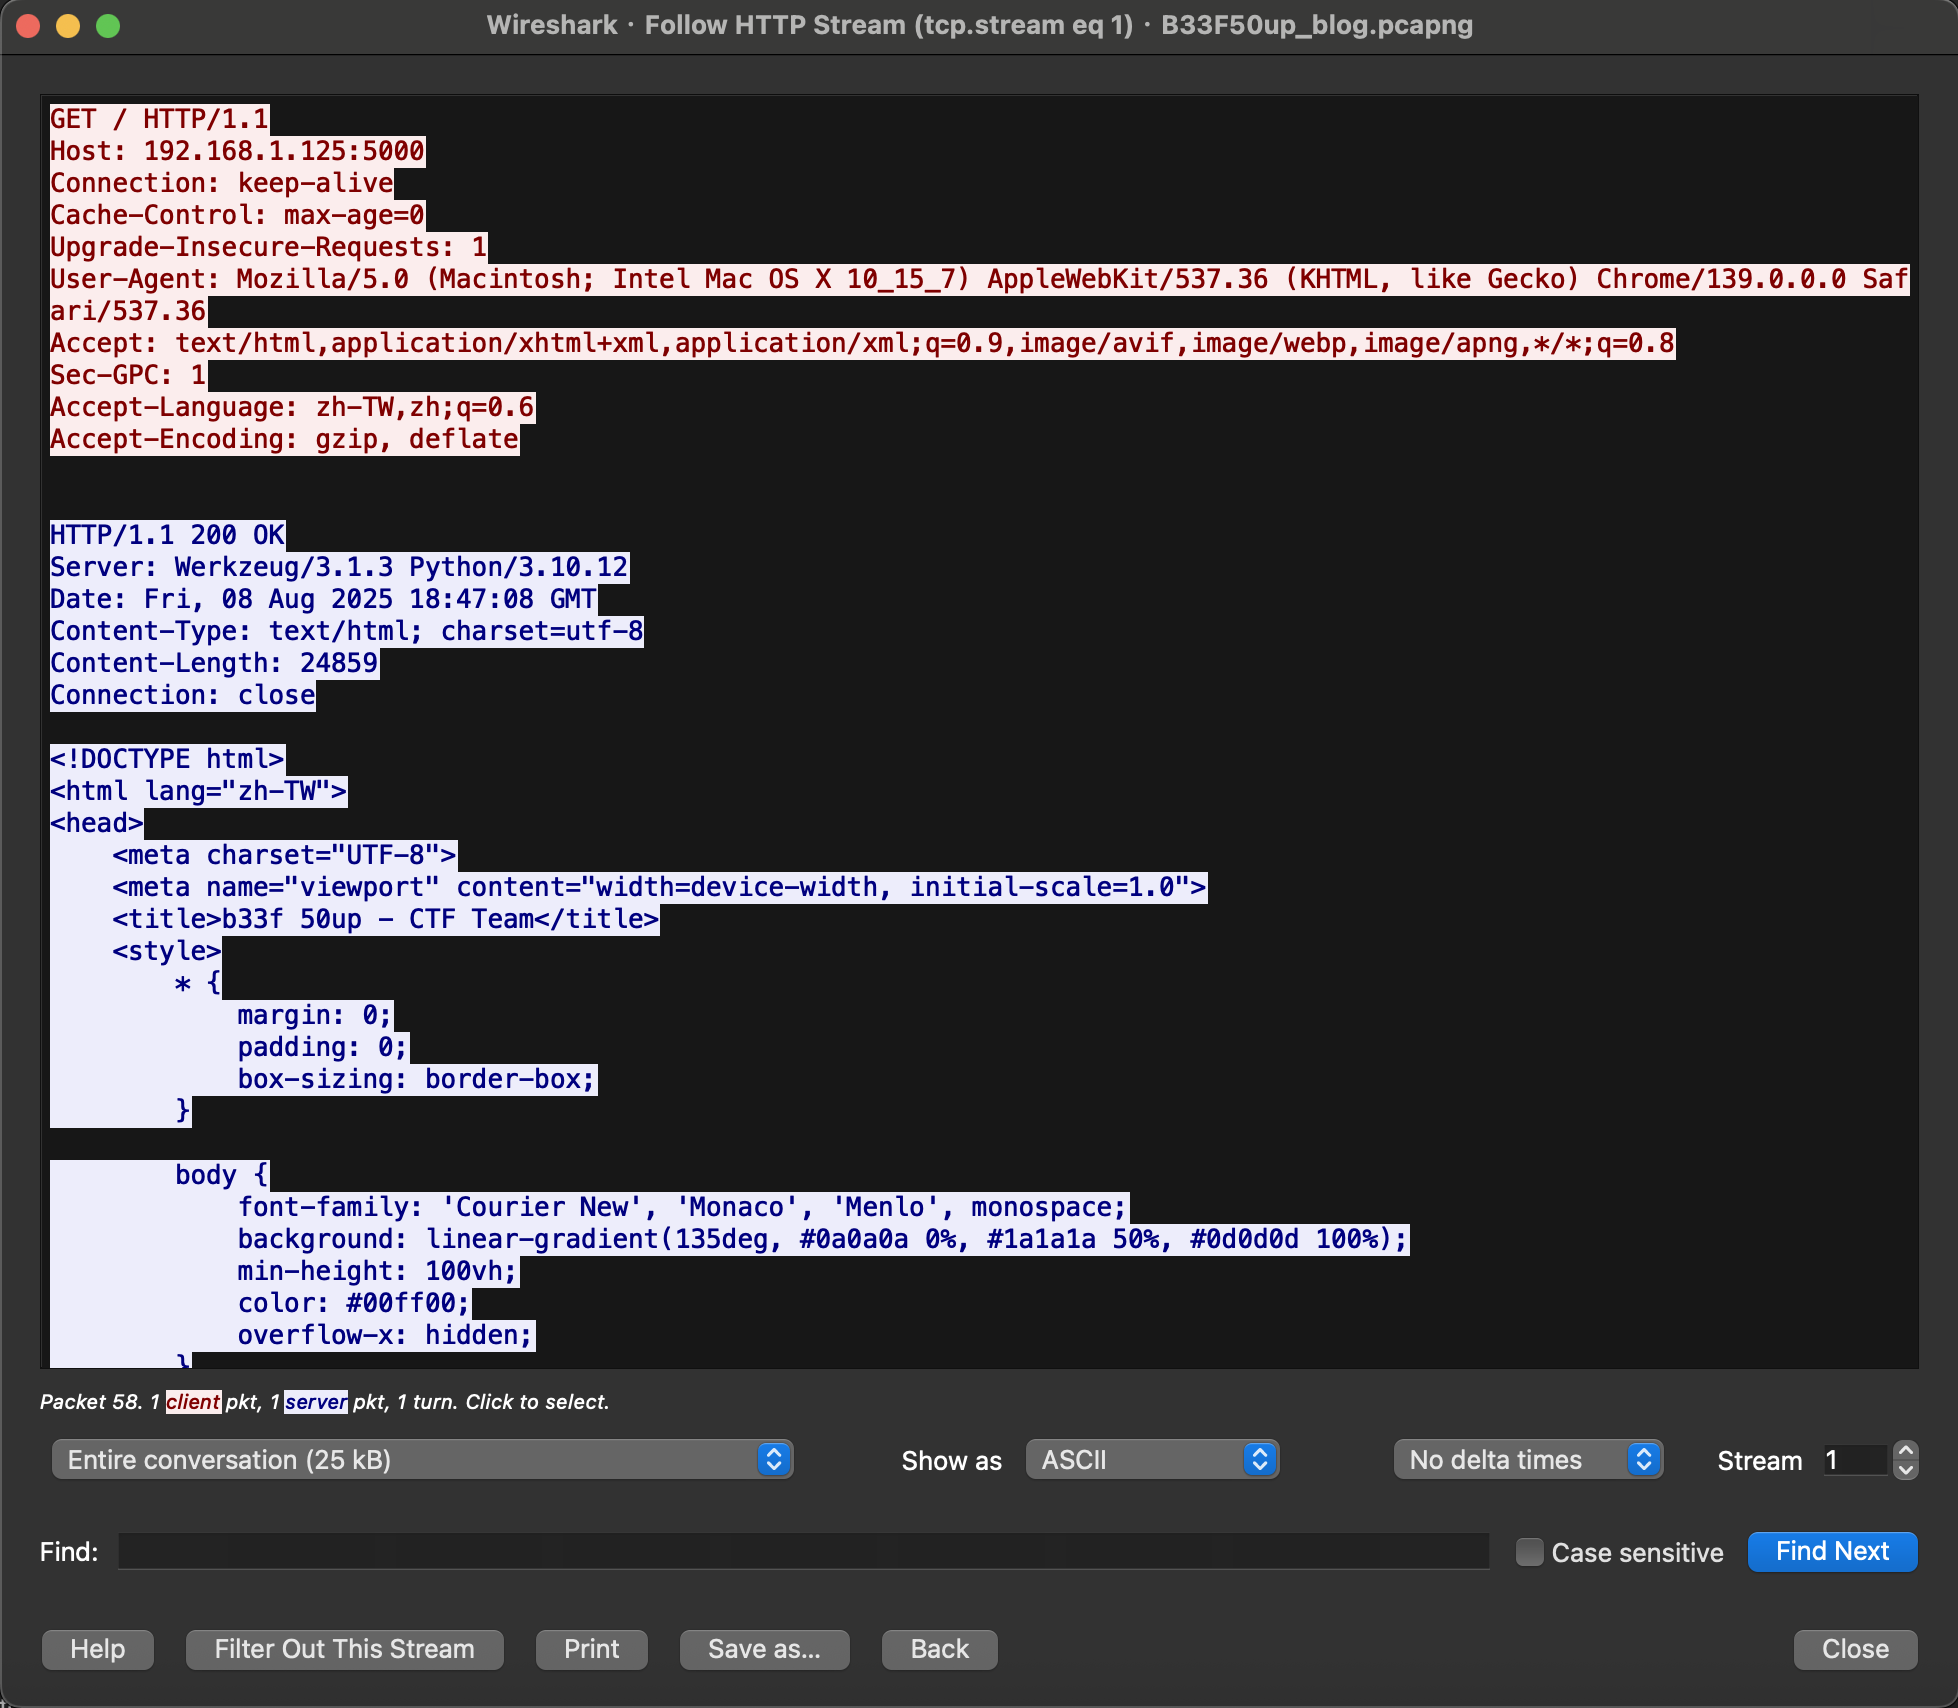 Wireshark · Follow HTTP Stream (tcp.stream eq 1) · B33F50up_blog.pcapng
GET / HTTP/1.1
Host: 192.168.1.125:5000
Connection: keep-alive
Cache-Control: max-age=0
Upgrade-Insecure-Requests: 1
User-Agent: Mozilla/5.0 (Macintosh; Intel Mac OS X 10_15_7) AppleWebKit/537.36 (KHTML, like Gecko) Chrome/139.0.0.0 Saf
ari/537.36
Accept: text/html,application/xhtml+xml,application/xml;q=0.9,image/avif,image/webp,image/apng,*/*;q=0.8
Sec-GPC: 1
Accept-Language: zh-TW,zh;q=0.6
Accept-Encoding: gzip, deflate
HTTP/1.1 200 OK
Server: Werkzeug/3.1.3 Python/3.10.12
Date: Fri, 08 Aug 2025 18:47:08 GMT
Content-Type: text/html; charset=utf-8
Content-Length: 24859
Connection: close
<!DOCTYPE html>
<html lang="zh-TW">
<head>
    <meta charset="UTF-8">
    <meta name="viewport" content="width=device-width, initial-scale=1.0">
    <title>b33f 50up - CTF Team</title>
    <style>
        * {
            margin: 0;
            padding: 0;
            box-sizing: border-box;
        }
        body {
            font-family: 'Courier New', 'Monaco', 'Menlo', monospace;
            background: linear-gradient(135deg, #0a0a0a 0%, #1a1a1a 50%, #0d0d0d 100%);
            min-height: 100vh;
            color: #00ff00;
            overflow-x: hidden;
        }
Packet 58. 1 client pkt, 1 server pkt, 1 turn. Click to select.
Entire conversation (25 kB) Show as ASCII No delta times Stream 1
Find: Case sensitive Find Next
Help Filter Out This Stream Print Save as... Back Close